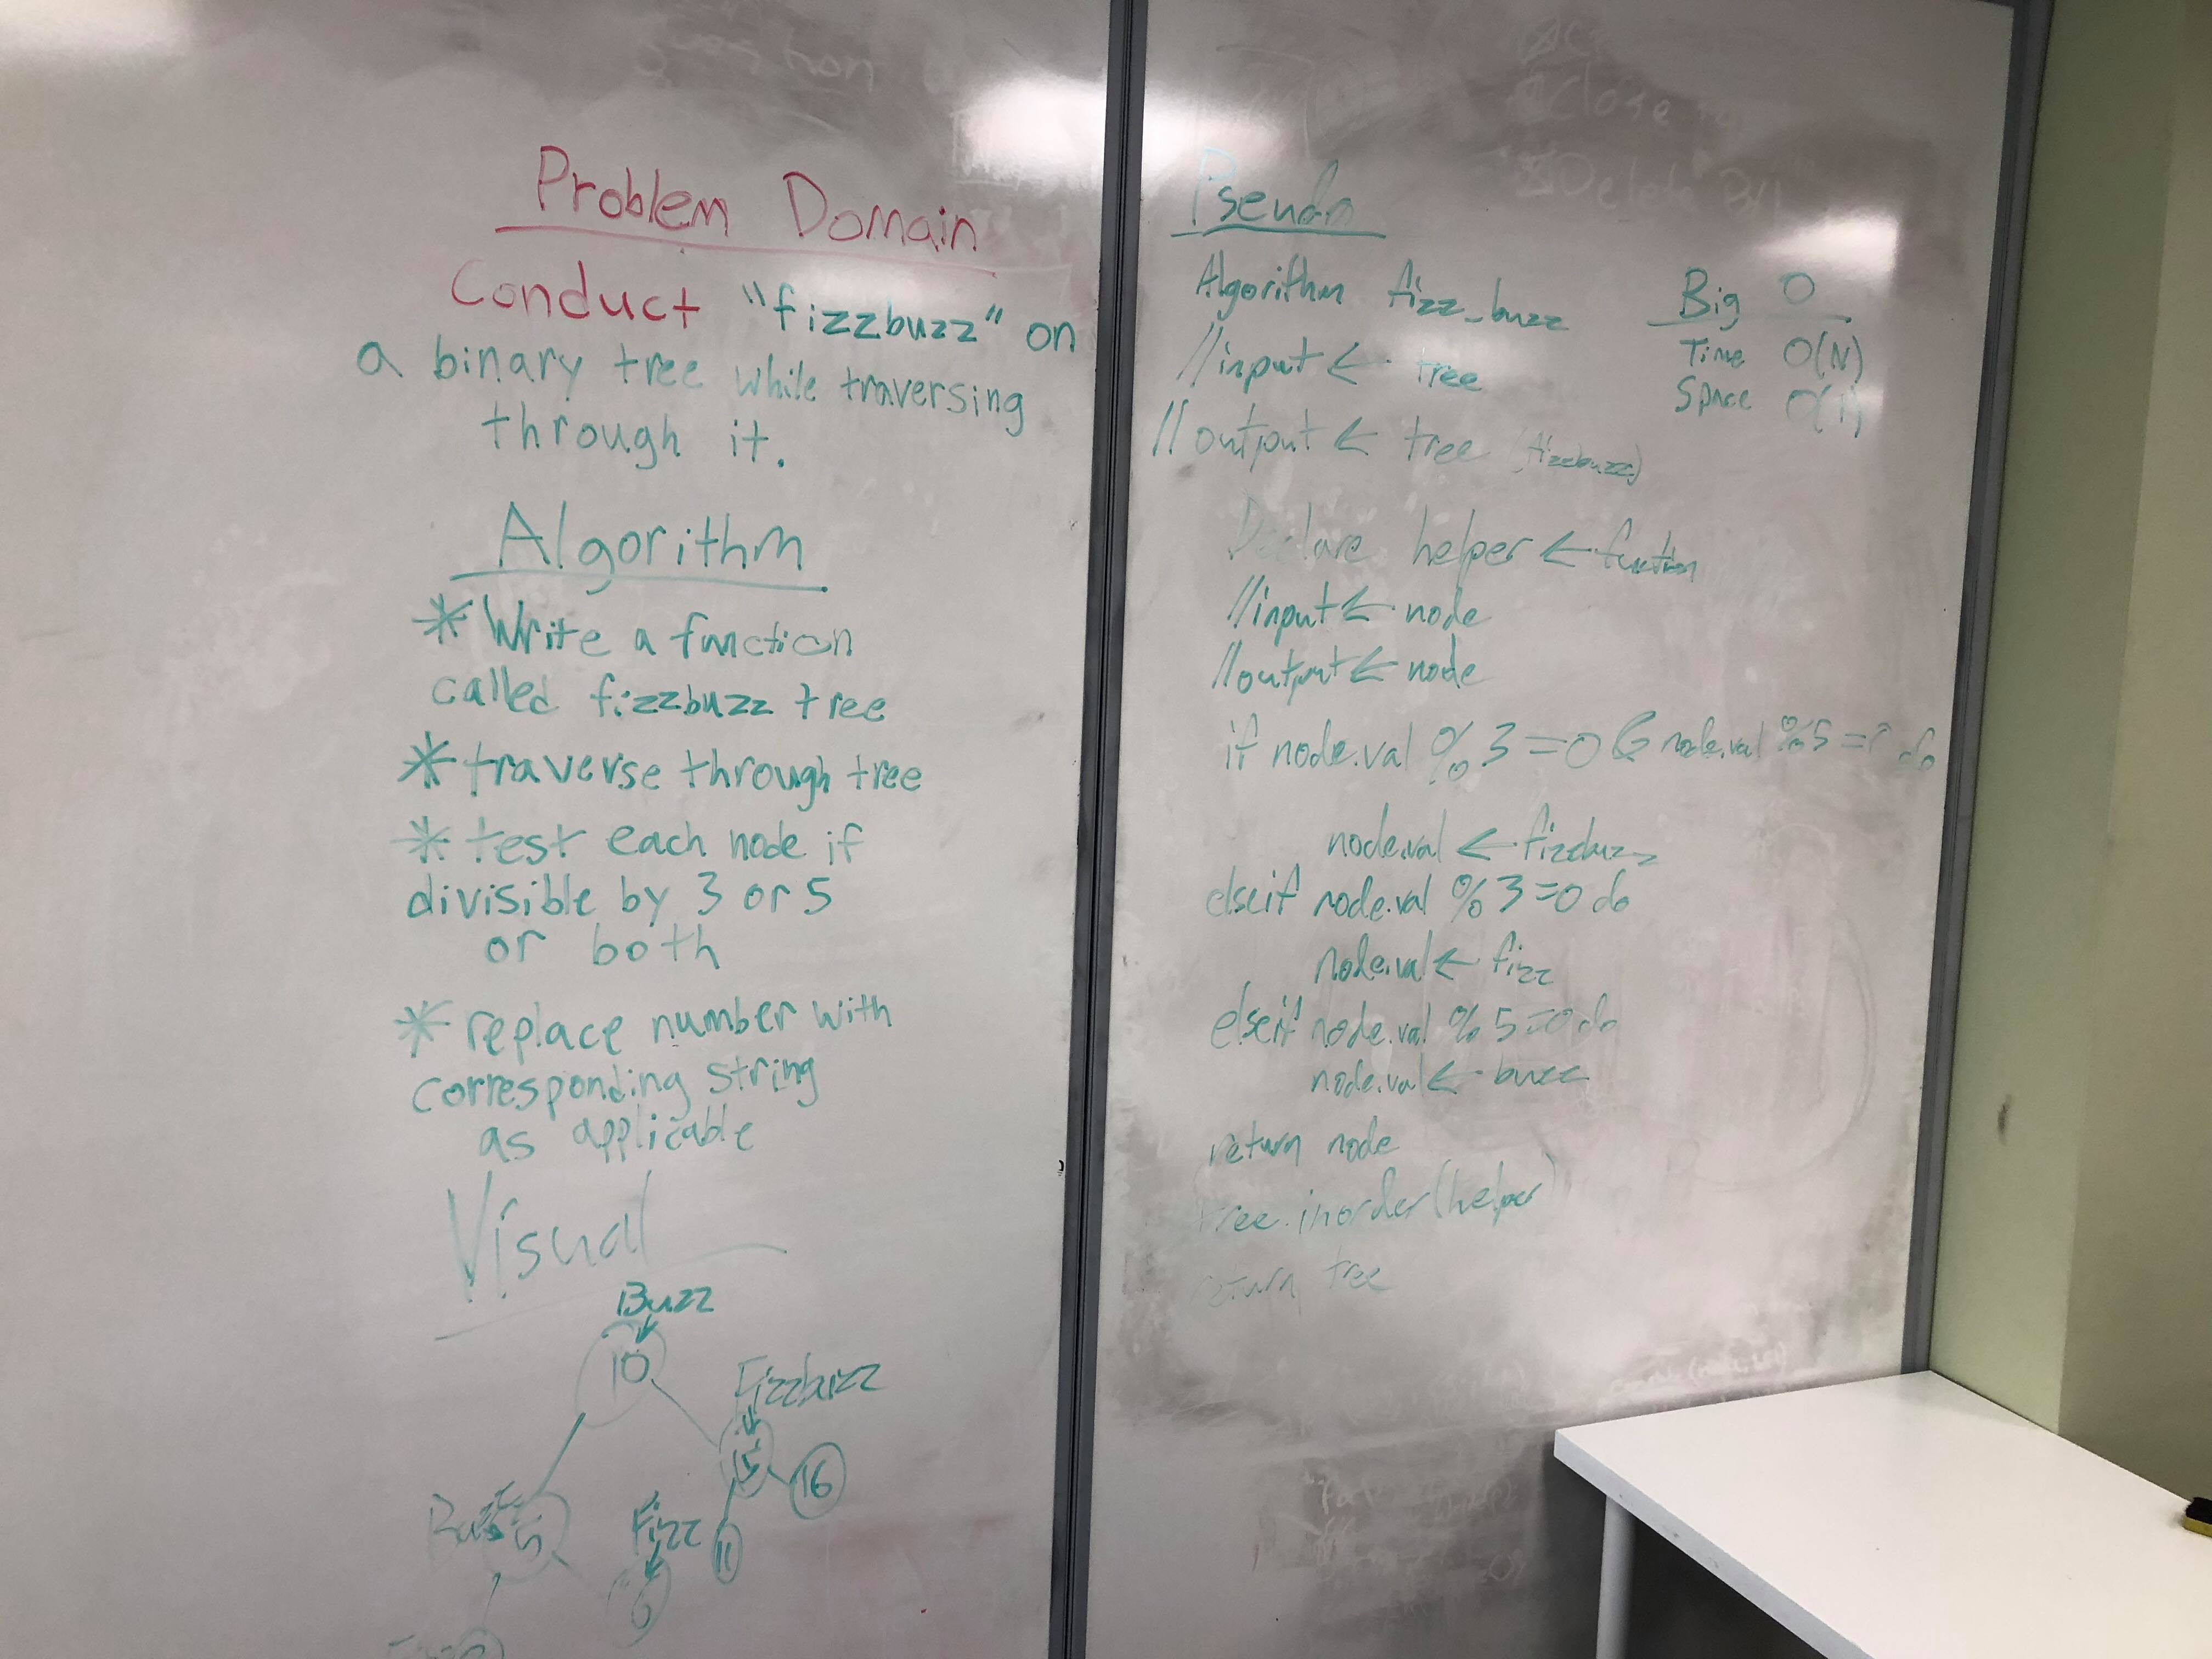 Problem Domain
Conduct "fizzbuzz" on
a binary tree while traversing
through it.
Algorithm
* Write a function
called fizzbuzz tree
* traverse through tree
* test each node if
divisible by 3 or 5
or both
* replace number with
corresponding string
as applicable
Visual
Buzz
10
Fizzbuzz
15
16
5
Fizz
11
6
Pseudo
Algorithm fizz_buzz
//input ← tree
//output ← tree (fizzbuzz)
Big O
Time O(N)
Space O(1)
Declare helper ← function
//input ← node
//output ← node
if node.val % 3 = 0 & node.val % 5 = do
node.val ← fizzbuzz
elseif node.val % 3 = 0 do
node.val ← fizz
elseif node.val % 5 = 0 do
node.val ← buzz
return node
tree.inorder(helper)
return tree